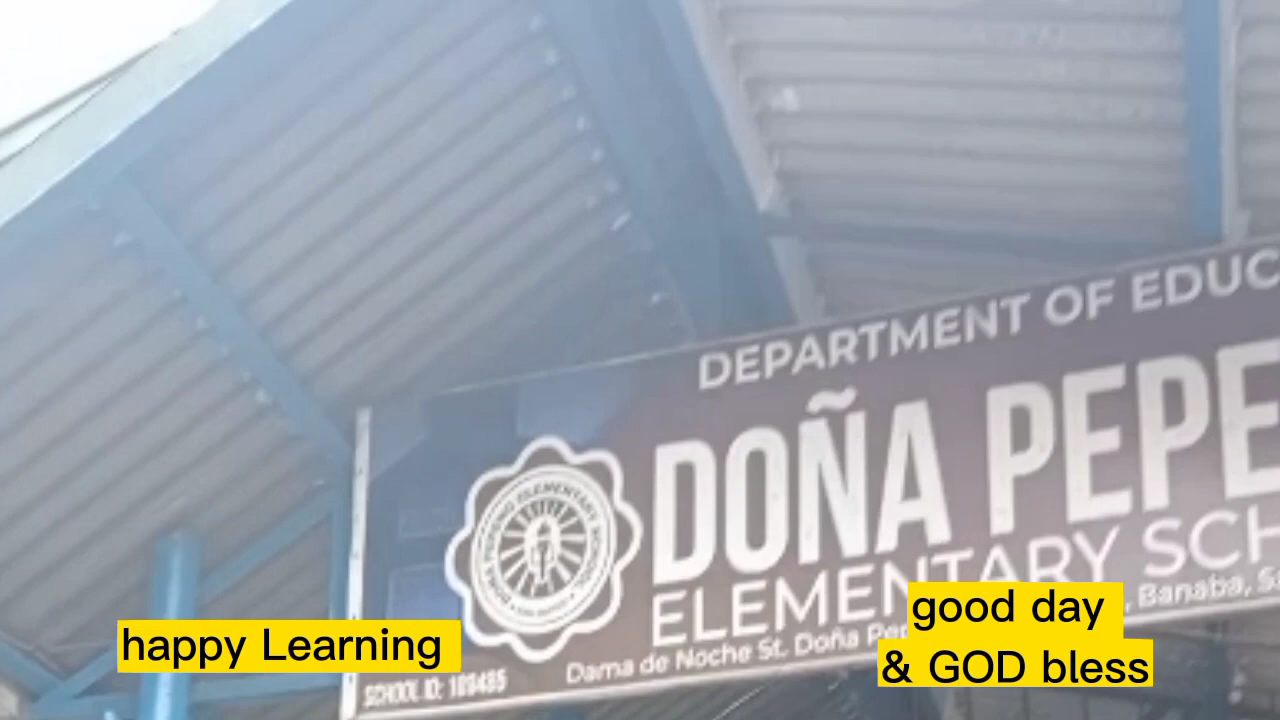 DEPARTMENT OF EDUC
DOÑA PEPE
ELEMENTARY SCH
Dama de Noche St. Doña Pe
, Banaba, S
SCHOOL ID: 109485
happy Learning
good day
& GOD bless